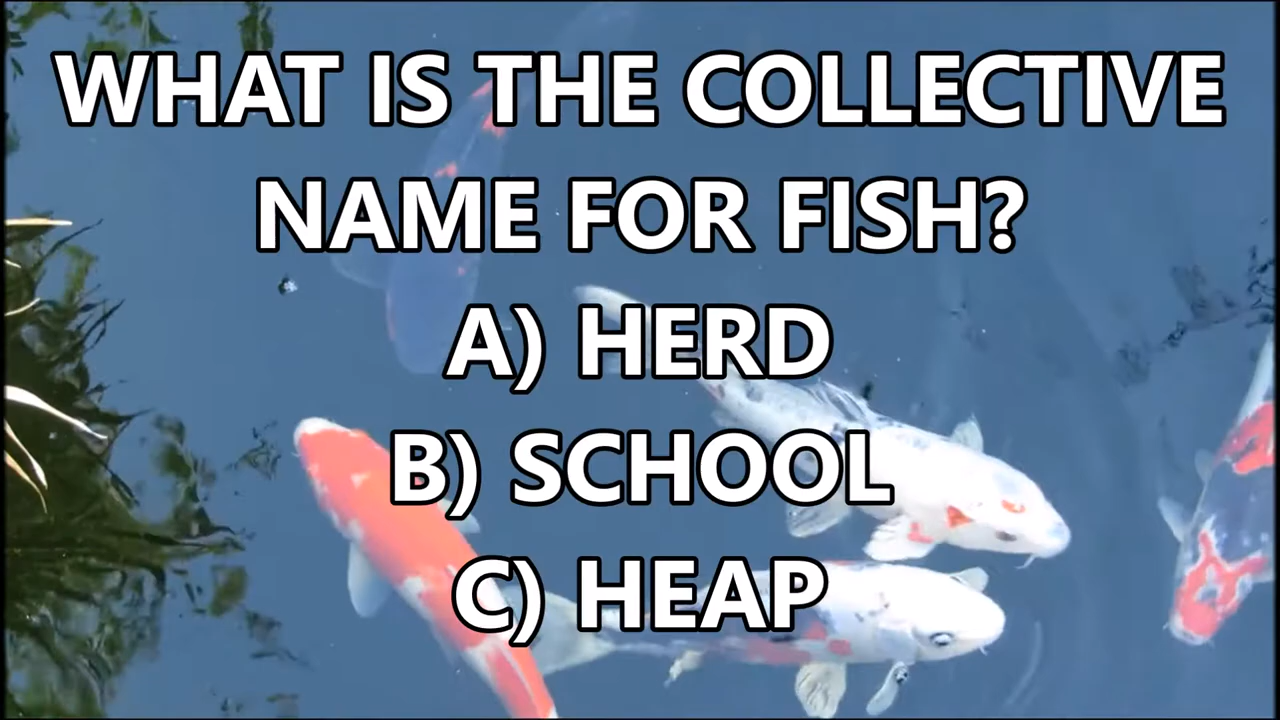 WHAT IS THE COLLECTIVE
NAME FOR FISH?
A) HERD
B) SCHOOL
C) HEAP